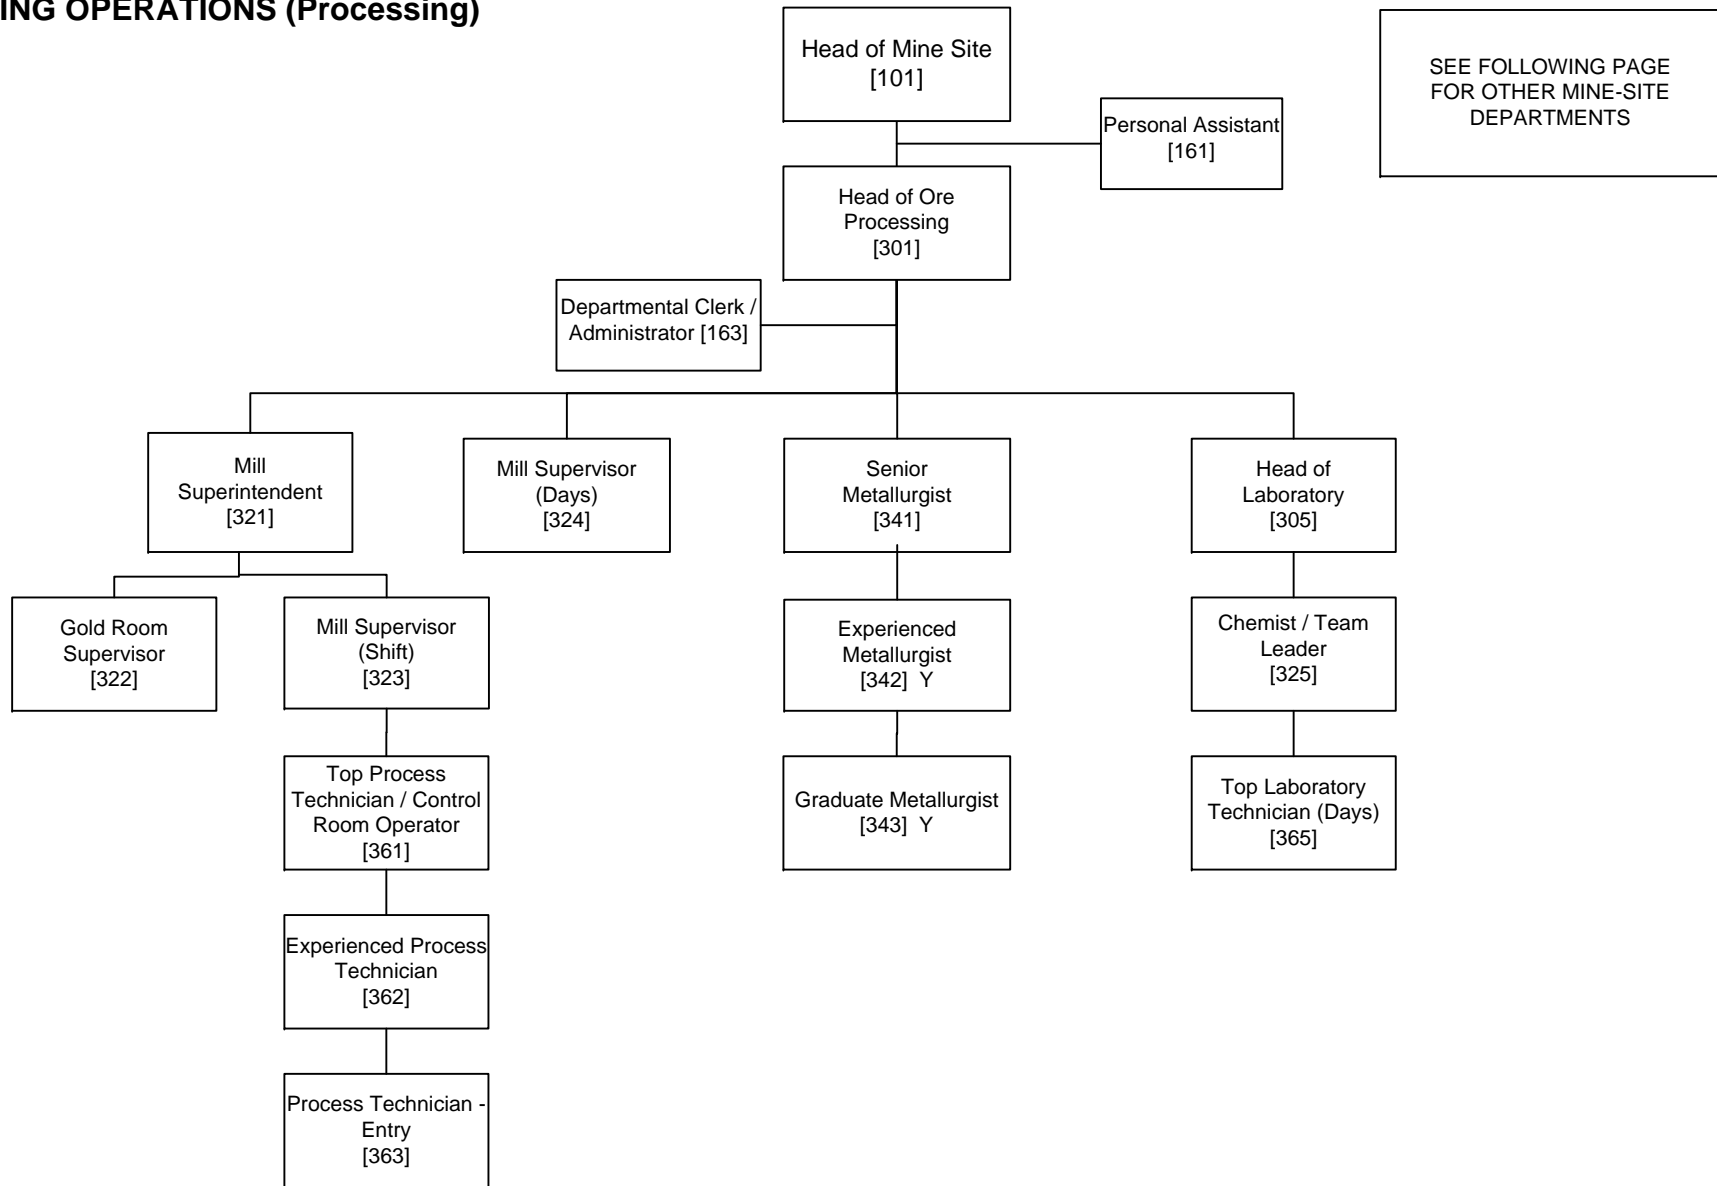 ING OPERATIONS (Processing)
Head of Mine Site
[101]
SEE FOLLOWING PAGE
FOR OTHER MINE-SITE
DEPARTMENTS
Personal Assistant
[161]
Head of Ore
Processing
[301]
Departmental Clerk /
Administrator [163]
Mill
Superintendent
[321]
Mill Supervisor
(Days)
[324]
Senior
Metallurgist
[341]
Head of
Laboratory
[305]
Gold Room
Supervisor
[322]
Mill Supervisor
(Shift)
[323]
Experienced
Metallurgist
[342] Y
Chemist / Team
Leader
[325]
Top Process
Technician / Control
Room Operator
[361]
Graduate Metallurgist
[343] Y
Top Laboratory
Technician (Days)
[365]
Experienced Process
Technician
[362]
Process Technician -
Entry
[363]